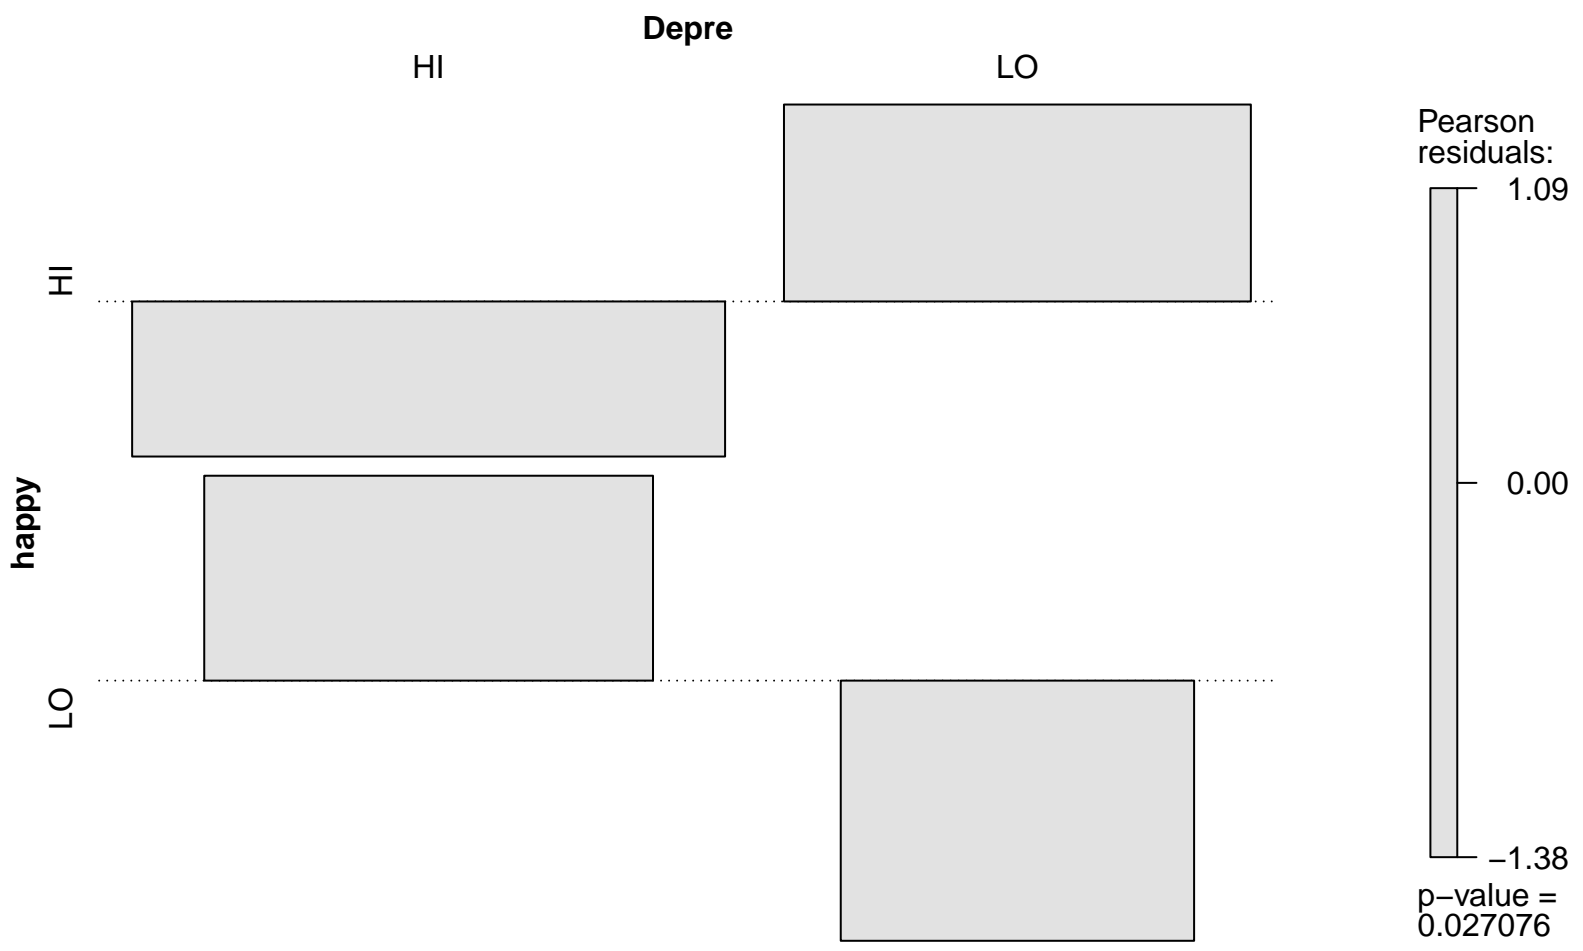 Depre
HI
LO
happy
HI
LO
Pearson
residuals:
1.09
0.00
−1.38
p−value =
0.027076